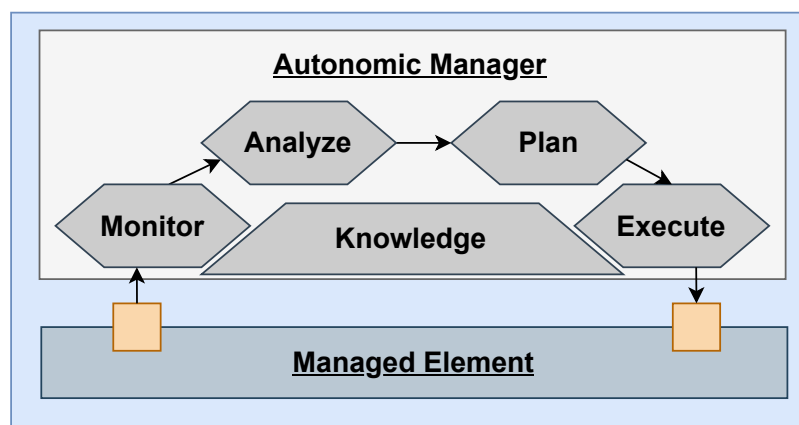 Autonomic Manager
Analyze
Plan
Monitor
Knowledge
Execute
Managed Element